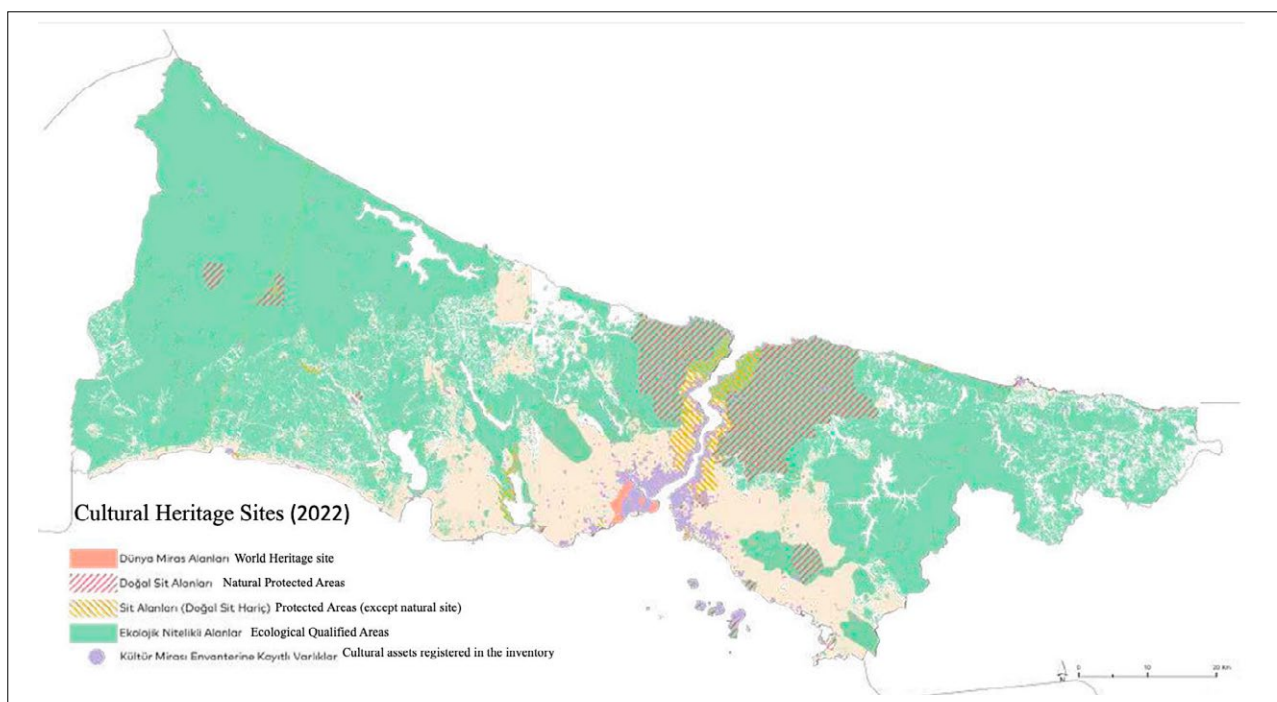 Cultural Heritage Sites (2022)
Dünya Miras Alanları World Heritage site
Doğal Sit Alanları Natural Protected Areas
Sit Alanları (Doğal Sit Hariç) Protected Areas (except natural site)
Ekolojik Nitelikli Alanlar Ecological Qualified Areas
Kültür Mirası Envanterine Kayıtlı Varlıklar Cultural assets registered in the inventory
0 10 20 Km